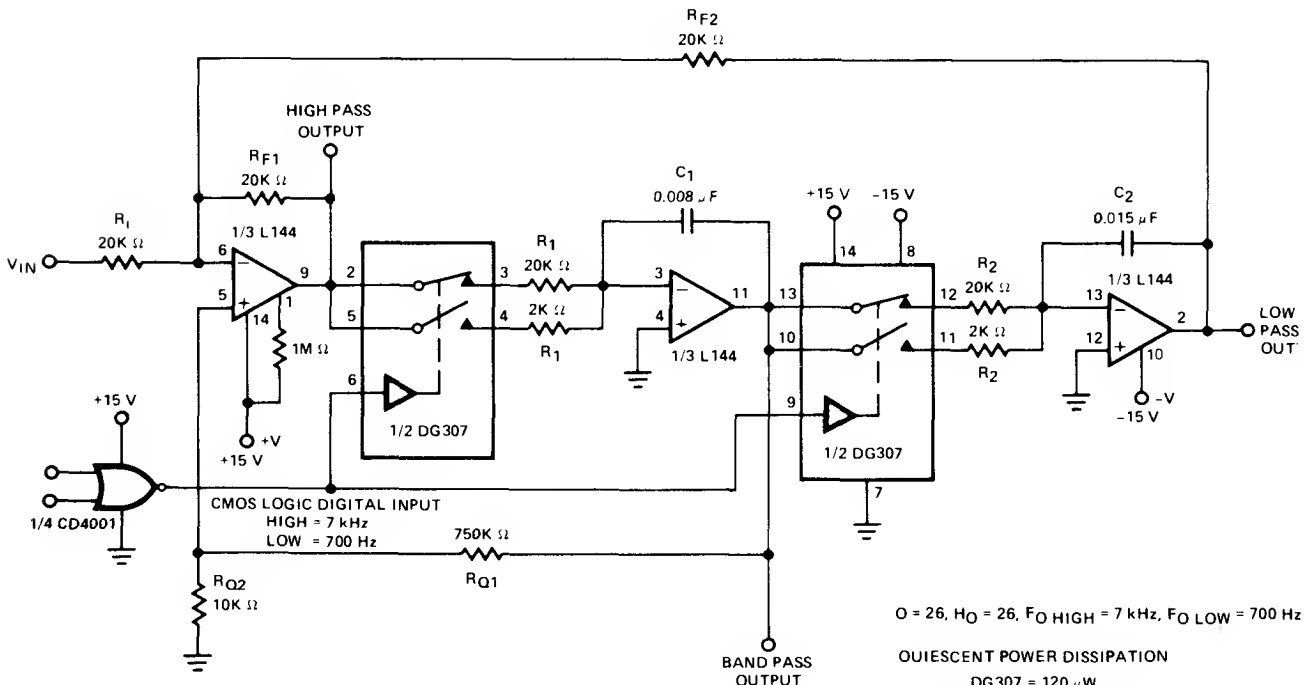 RF2
20K Ω
HIGH PASS
OUTPUT
RF1
20K Ω
C1
0.008 μF
+15 V
-15 V
C2
0.015 μF
RI
20K Ω
1/3 L144
VIN
6
5
9
1
14
1M Ω
+V
+15 V
2
3
5
4
6
1/2 DG307
R1
20K Ω
2K Ω
R1
3
4
11
1/3 L144
14
8
13
12
10
11
9
1/2 DG307
7
R2
20K Ω
2K Ω
R2
1/3 L144
13
12
2
10
-V
-15 V
LOW
PASS
OUT
+15 V
1/4 CD4001
CMOS LOGIC DIGITAL INPUT
HIGH = 7 kHz
LOW = 700 Hz
750K Ω
RQ1
RQ2
10K Ω
BAND PASS
OUTPUT
O = 26, HO = 26, FO HIGH = 7 kHz, FO LOW = 700 Hz
OUIESCENT POWER DISSIPATION
DG307 = 120 μW